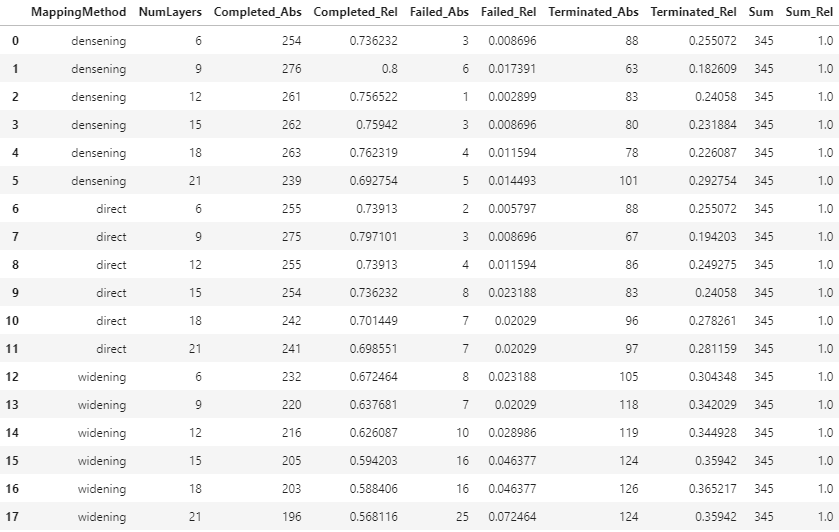 MappingMethod NumLayers Completed_Abs Completed_Rel Failed_Abs Failed_Rel Terminated_Abs Terminated_Rel Sum Sum_Rel
0 densening 6 254 0.736232 3 0.008696 88 0.255072 345 1.0
1 densening 9 276 0.8 6 0.017391 63 0.182609 345 1.0
2 densening 12 261 0.756522 1 0.002899 83 0.24058 345 1.0
3 densening 15 262 0.75942 3 0.008696 80 0.231884 345 1.0
4 densening 18 263 0.762319 4 0.011594 78 0.226087 345 1.0
5 densening 21 239 0.692754 5 0.014493 101 0.292754 345 1.0
6 direct 6 255 0.73913 2 0.005797 88 0.255072 345 1.0
7 direct 9 275 0.797101 3 0.008696 67 0.194203 345 1.0
8 direct 12 255 0.73913 4 0.011594 86 0.249275 345 1.0
9 direct 15 254 0.736232 8 0.023188 83 0.24058 345 1.0
10 direct 18 242 0.701449 7 0.02029 96 0.278261 345 1.0
11 direct 21 241 0.698551 7 0.02029 97 0.281159 345 1.0
12 widening 6 232 0.672464 8 0.023188 105 0.304348 345 1.0
13 widening 9 220 0.637681 7 0.02029 118 0.342029 345 1.0
14 widening 12 216 0.626087 10 0.028986 119 0.344928 345 1.0
15 widening 15 205 0.594203 16 0.046377 124 0.35942 345 1.0
16 widening 18 203 0.588406 16 0.046377 126 0.365217 345 1.0
17 widening 21 196 0.568116 25 0.072464 124 0.35942 345 1.0